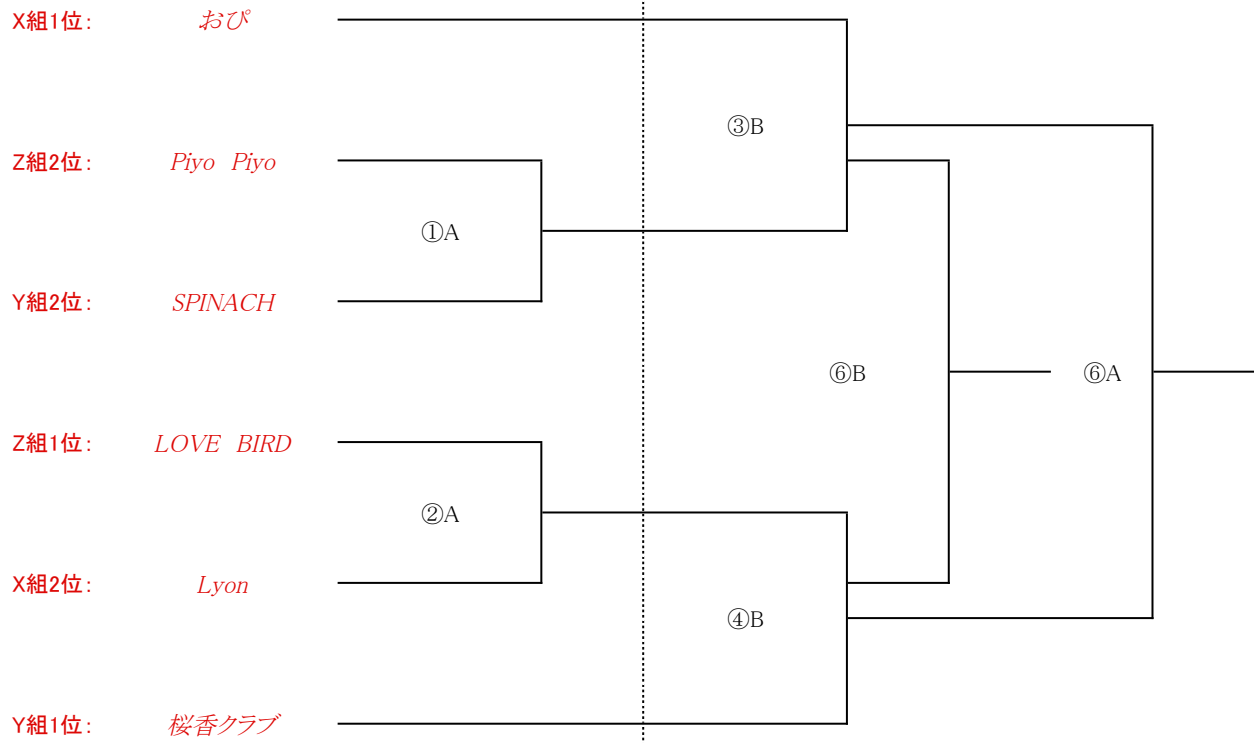 X組1位： おぴ
③B
Z組2位： Piyo Piyo
①A
Y組2位： SPINACH
⑥B ⑥A
Z組1位： LOVE BIRD
②A
X組2位： Lyon
④B
Y組1位： 桜香クラブ